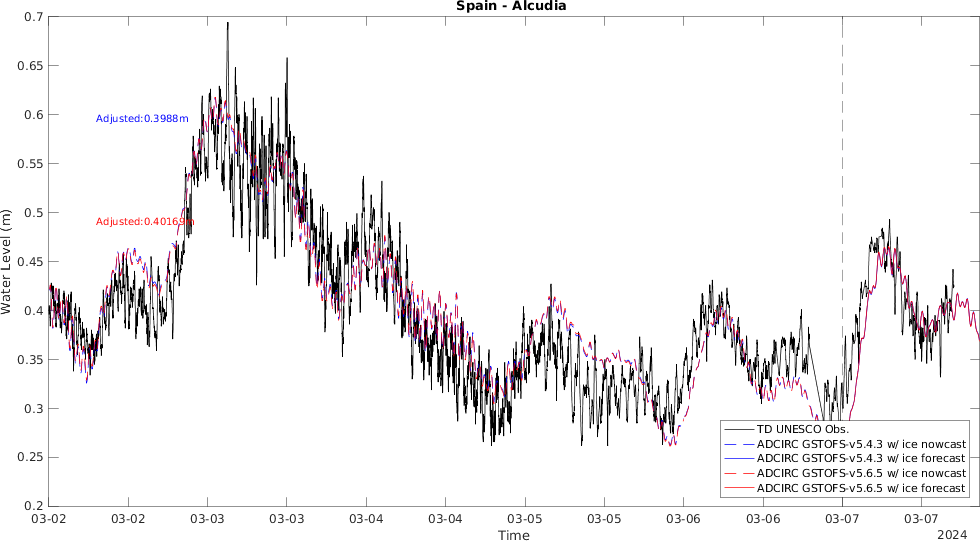 Spain - Alcudia
0.7
0.65
0.6
0.55
0.5
0.45
0.4
0.35
0.3
0.25
0.2
Water Level (m)
Adjusted:0.3988m
Adjusted:0.40169m
TD UNESCO Obs.
ADCIRC GSTOFS-v5.4.3 w/ ice nowcast
ADCIRC GSTOFS-v5.4.3 w/ ice forecast
ADCIRC GSTOFS-v5.6.5 w/ ice nowcast
ADCIRC GSTOFS-v5.6.5 w/ ice forecast
03-02 03-02 03-03 03-03 03-04 03-04 03-05 03-05 03-06 03-06 03-07 03-07
Time
2024